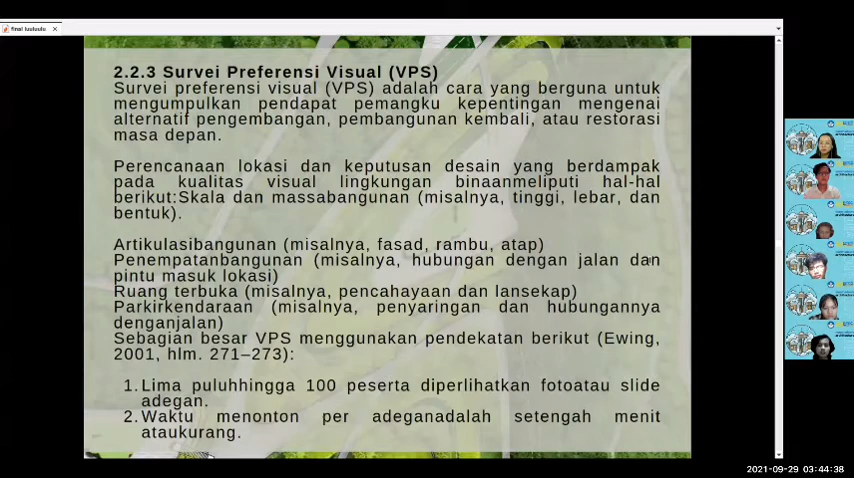 final luuluulu
2.2.3 Survei Preferensi Visual (VPS)
Survei preferensi visual (VPS) adalah cara yang berguna untuk
mengumpulkan pendapat pemangku kepentingan mengenai
alternatif pengembangan, pembangunan kembali, atau restorasi
masa depan.
Perencanaan lokasi dan keputusan desain yang berdampak
pada kualitas visual lingkungan binaanmeliputi hal-hal
berikut:Skala dan massabangunan (misalnya, tinggi, lebar, dan
bentuk).
Artikulasibangunan (misalnya, fasad, rambu, atap)
Penempatanbangunan (misalnya, hubungan dengan jalan dan
pintu masuk lokasi)
Ruang terbuka (misalnya, pencahayaan dan lansekap)
Parkirkendaraan (misalnya, penyaringan dan hubungannya
denganjalan)
Sebagian besar VPS menggunakan pendekatan berikut (Ewing,
2001, hlm. 271–273):
1. Lima puluhhingga 100 peserta diperlihatkan fotoatau slide
adegan.
2. Waktu menonton per adeganadalah setengah menit
ataukurang.
2021-09-29 03:44:38